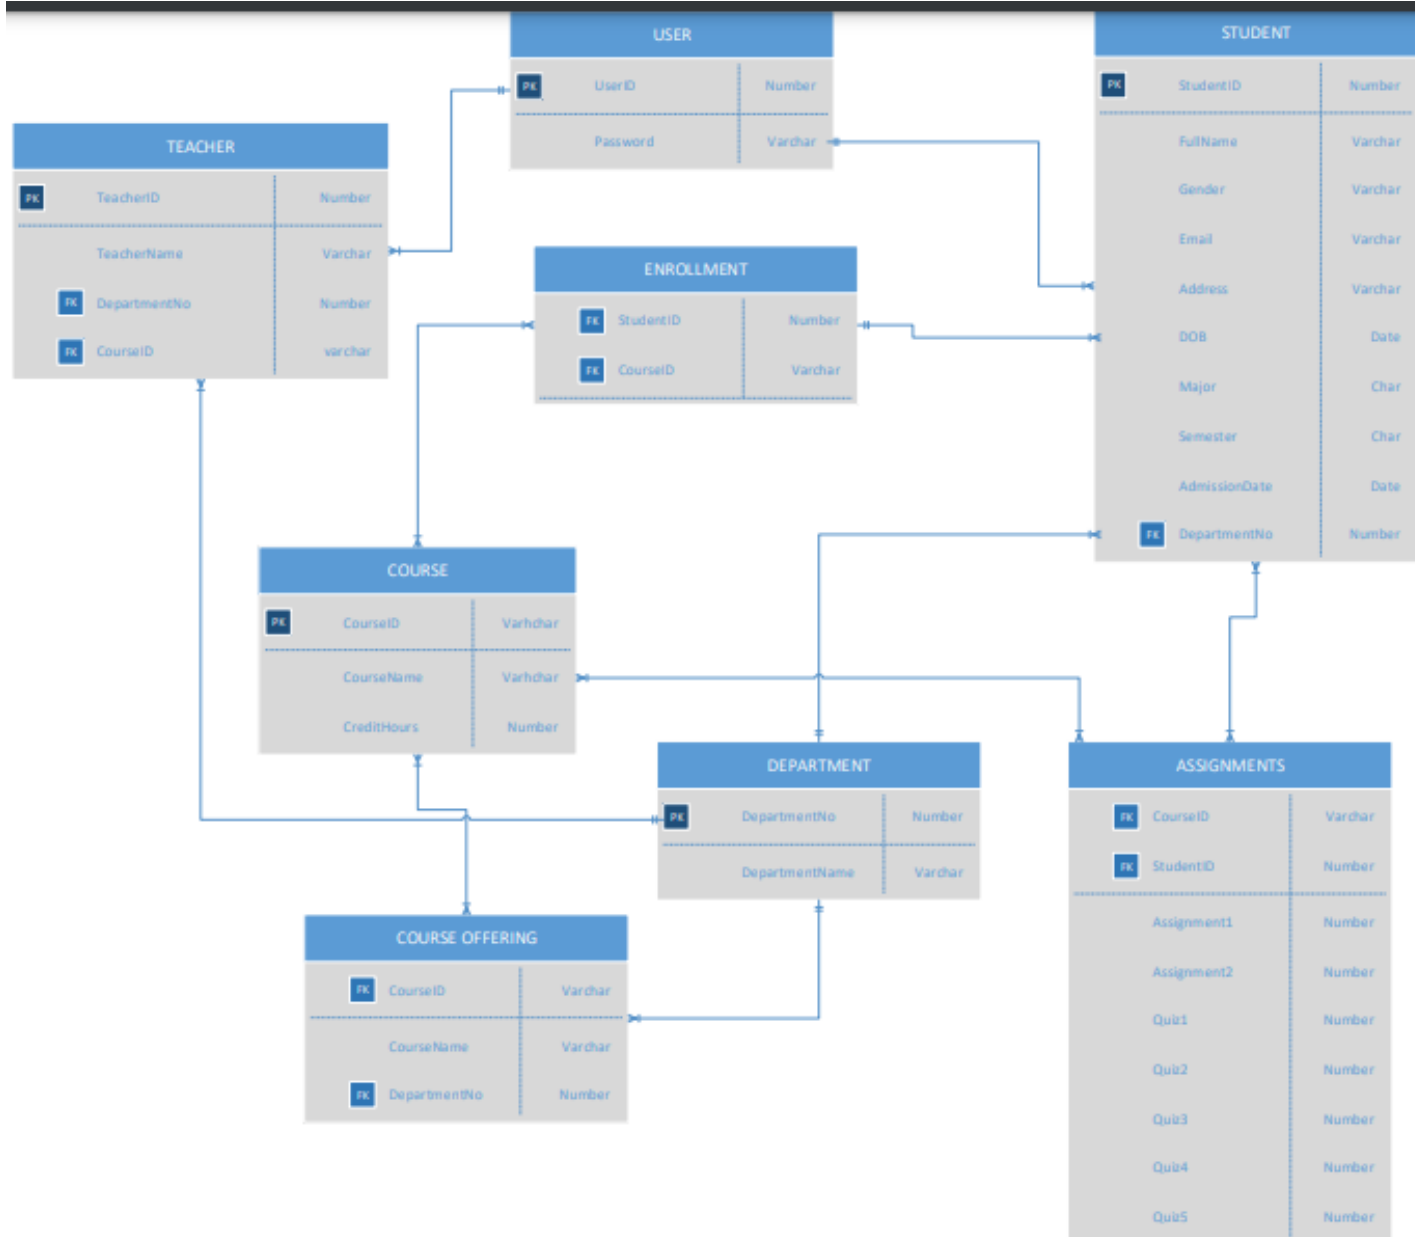 USER
PK UserID Number
Password Varchar
STUDENT
PK StudentID Number
FullName Varchar
Gender Varchar
Email Varchar
Address Varchar
DOB Date
Major Char
Semester Char
AdmissionDate Date
FK DepartmentNo Number
TEACHER
PK TeacherID Number
TeacherName Varchar
FK DepartmentNo Number
FK CourseID varchar
ENROLLMENT
FK StudentID Number
FK CourseID Varchar
COURSE
PK CourseID Varhchar
CourseName Varhchar
CreditHours Number
DEPARTMENT
PK DepartmentNo Number
DepartmentName Varchar
ASSIGNMENTS
FK CourseID Varchar
FK StudentID Number
Assignment1 Number
Assignment2 Number
Quiz1 Number
Quiz2 Number
Quiz3 Number
Quiz4 Number
Quiz5 Number
COURSE OFFERING
FK CourseID Varchar
CourseName Varchar
FK DepartmentNo Number